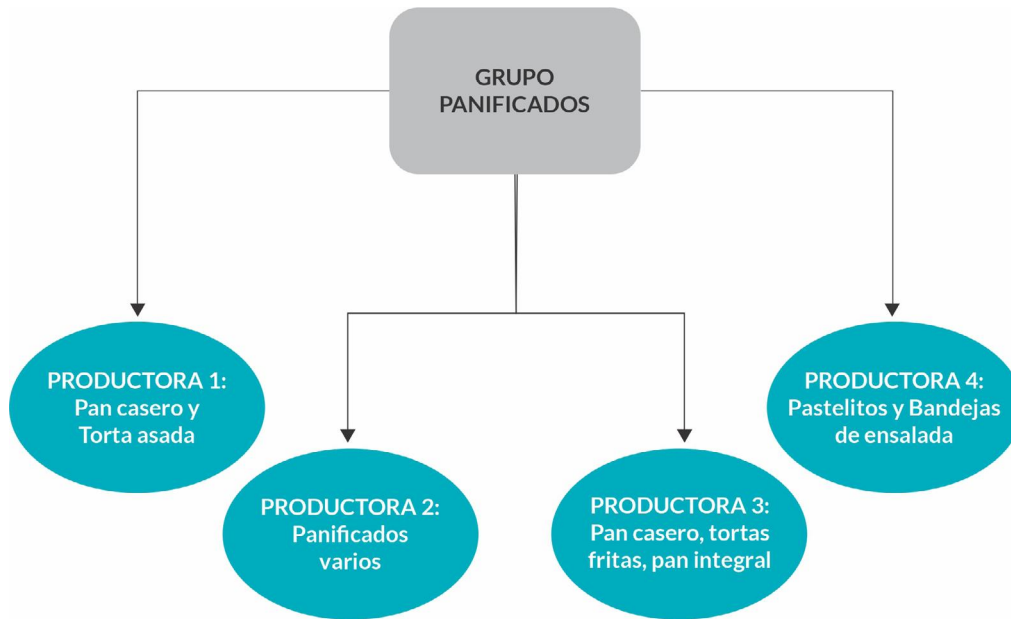 GRUPO
PANIFICADOS
PRODUCTORA 1:
Pan casero y
Torta asada
PRODUCTORA 2:
Panificados
varios
PRODUCTORA 3:
Pan casero, tortas
fritas, pan integral
PRODUCTORA 4:
Pastelitos y Bandejas
de ensalada